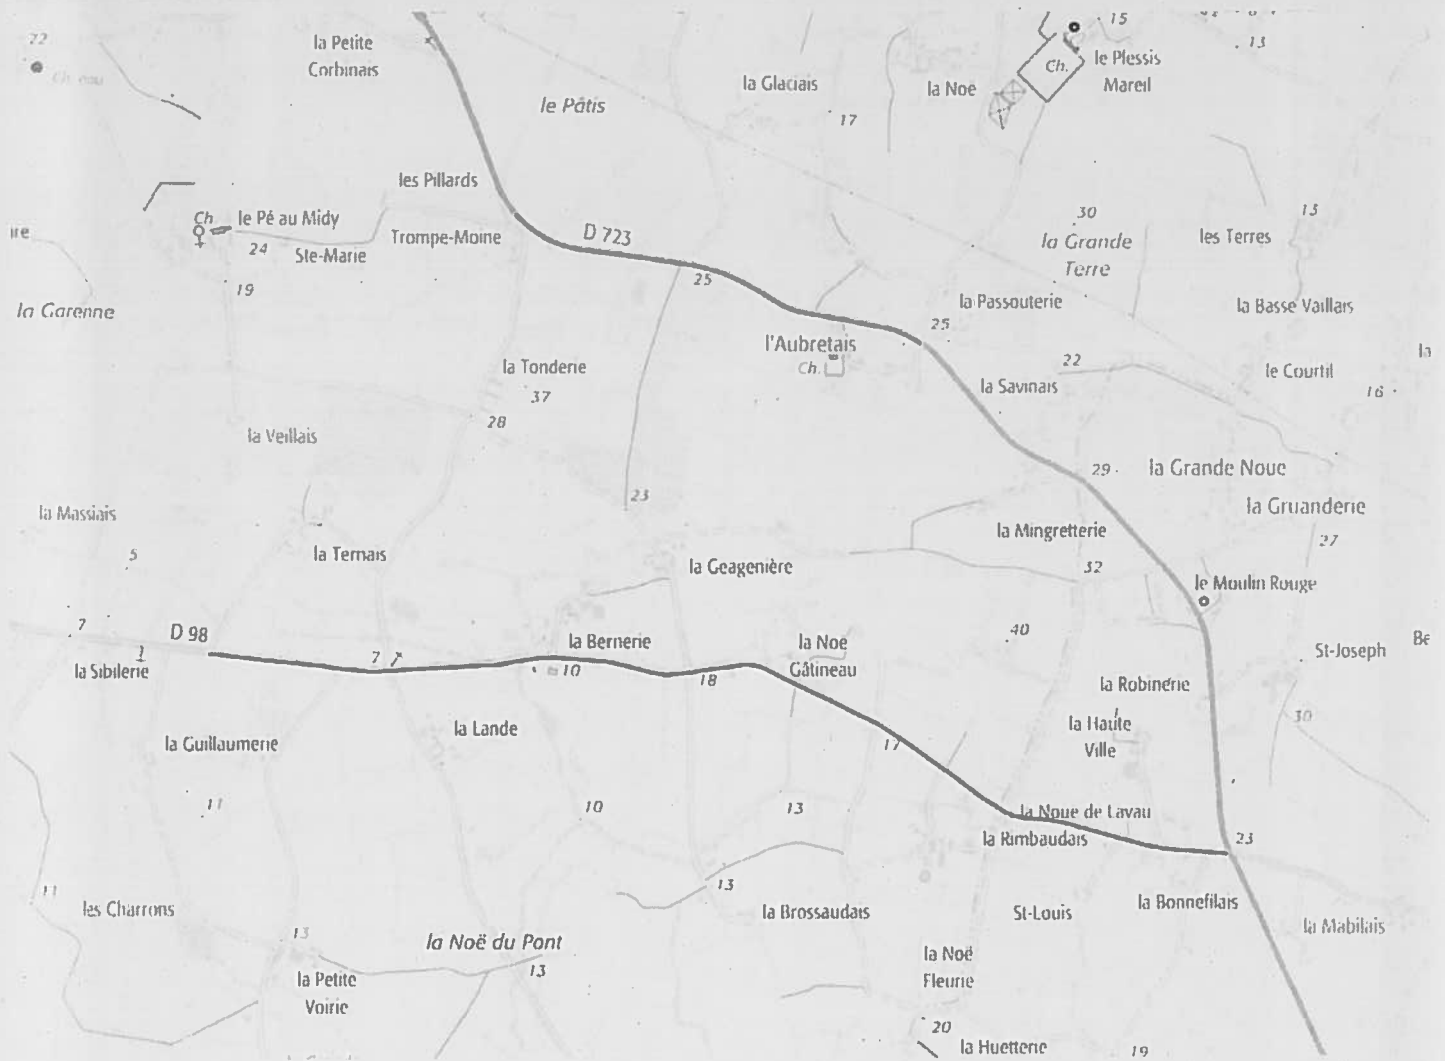 15
22
la Petite
Corbinais
13
le Plessis
Mareil
Ch.
la Glaciais
la Noë
le Pâtis
17
les Pillards
Ch
le Pé au Midy
30
15
Trompe-Moine
D 723
la Grande
Terre
les Terres
24
Ste-Marie
25
19
la Garenne
la Passouterie
la Basse Vaillais
25
l'Aubretais
Ch.
la
la Tonderie
22
le Courtil
37
la Savinais
16
28
la Veillais
29
la Grande Noue
23
la Gruanderie
la Massiais
la Mingretterie
27
5
la Ternais
la Geagenière
32
le Moulin Rouge
7
D 98
la Bernerie
la Noë
Gâtineau
40
Be
St-Joseph
7
la Sibilerie
10
18
la Robinerie
30
la Lande
la Haute
Ville
la Guillaumerie
17
11
10
13
la Noue de Lavau
la Rimbaudais
23
11
13
les Charrons
la Brossaudais
St-Louis
la Bonnefilais
la Mabilais
13
la Noë du Pont
la Noë
Fleurie
13
la Petite
Voirie
20
la Huetterie
19